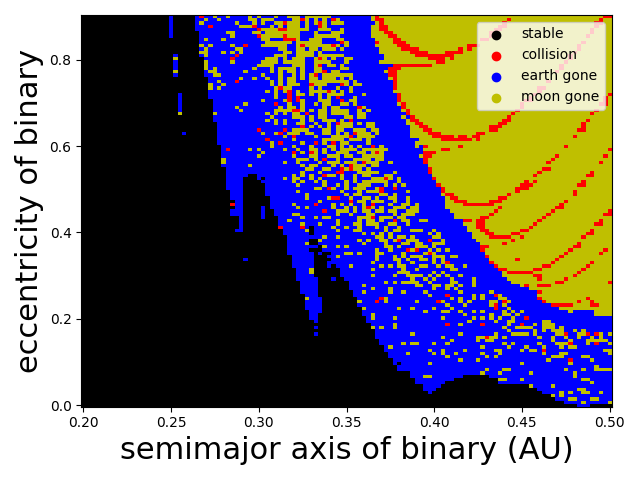 stable
collision
earth gone
moon gone
0.8
0.6
0.4
0.2
0.0
eccentricity of binary
0.20 0.25 0.30 0.35 0.40 0.45 0.50
semimajor axis of binary (AU)